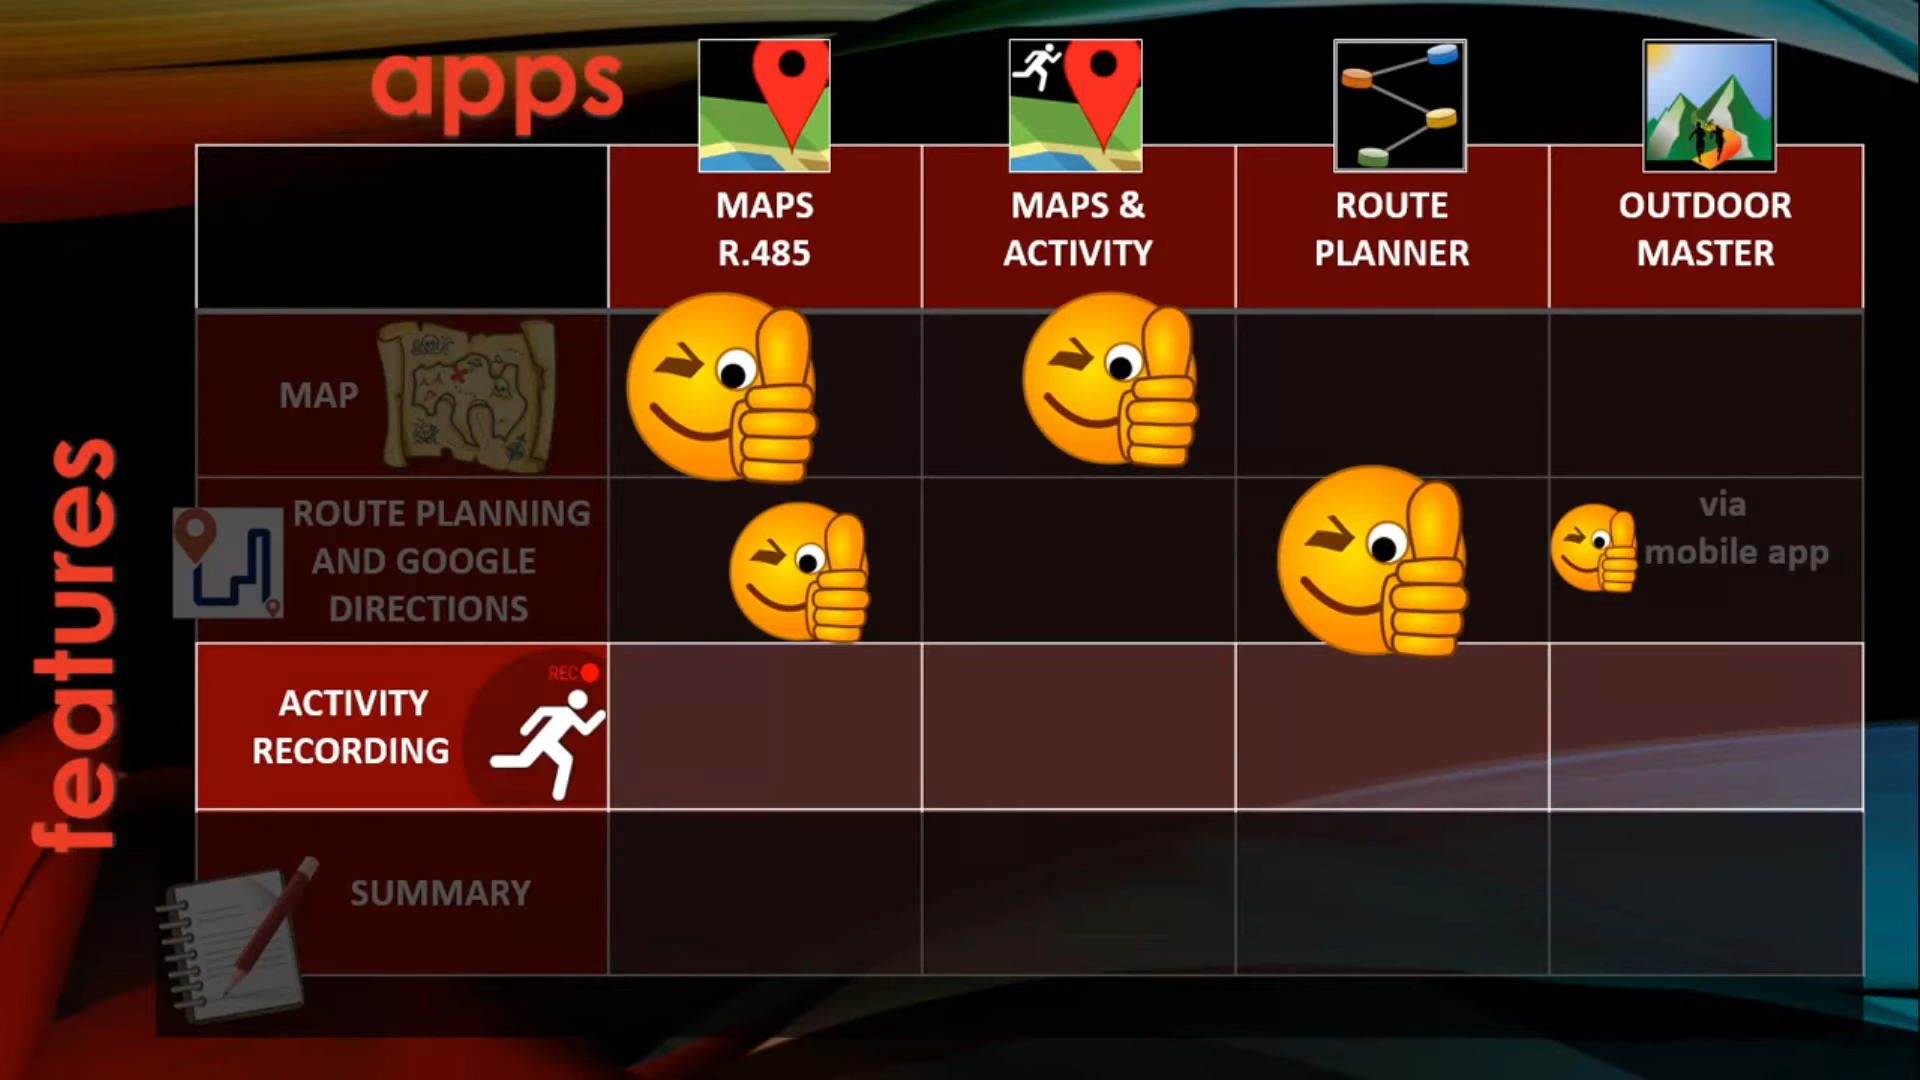 apps
MAPS
R.485
MAPS &
ACTIVITY
ROUTE
PLANNER
OUTDOOR
MASTER
features
MAP
ROUTE PLANNING
AND GOOGLE
DIRECTIONS
via
mobile app
ACTIVITY
RECORDING
REC
SUMMARY